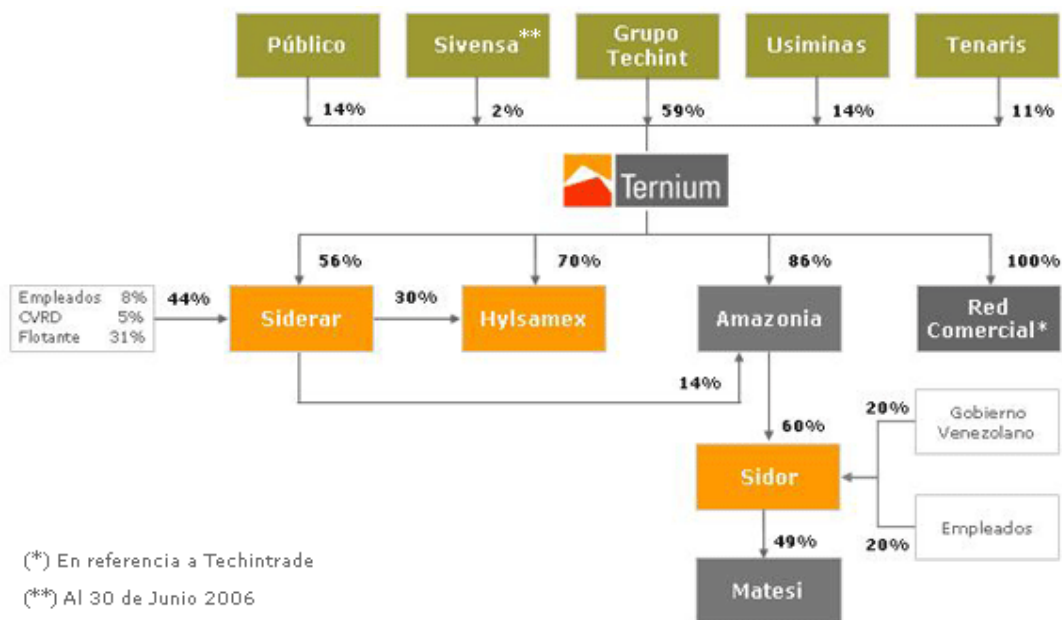 Público
Sivensa**
Grupo
Techint
Usiminas
Tenaris
14%
2%
59%
14%
11%
Ternium
56%
70%
86%
100%
Empleados 8%
CVRD 5%
Flotante 31%
44%
Siderar
30%
Hylsamex
Amazonia
Red
Comercial*
14%
60%
20%
Gobierno
Venezolano
Sidor
20%
Empleados
49%
Matesi
(*) En referencia a Techintrade
(**) Al 30 de Junio 2006